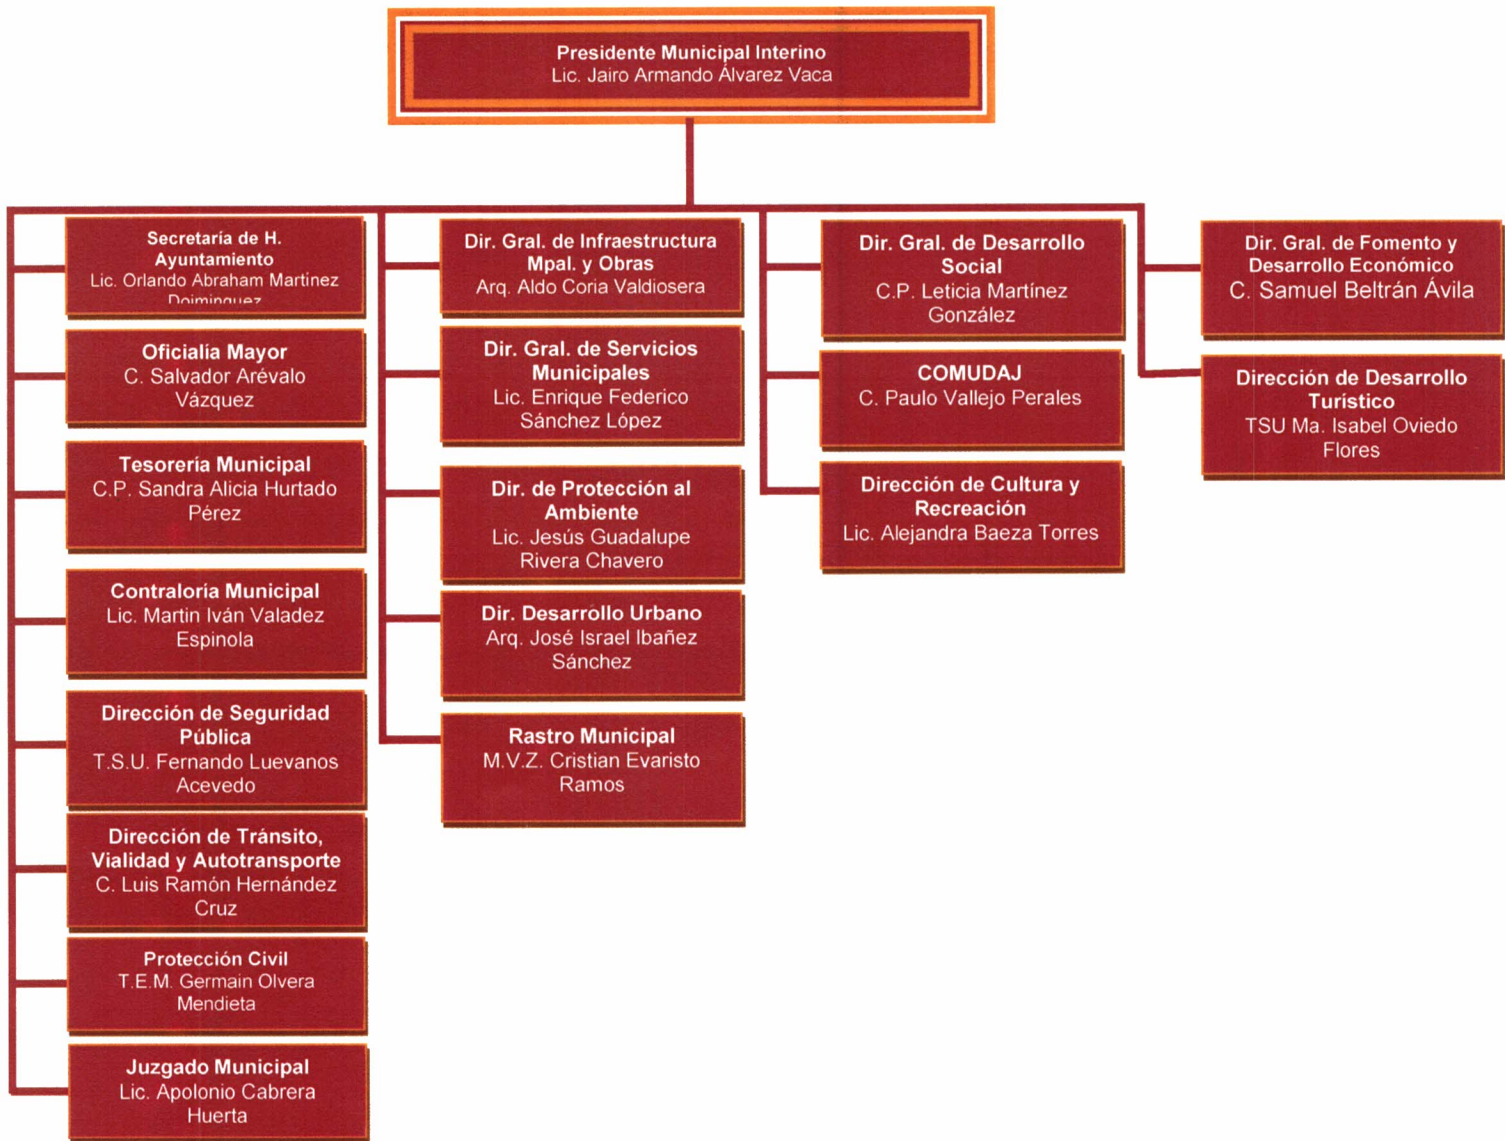 Presidente Municipal Interino
Lic. Jairo Armando Álvarez Vaca
Secretaría de H.
Ayuntamiento
Lic. Orlando Abraham Martinez
Doiminguez
Oficialía Mayor
C. Salvador Arévalo
Vázquez
Tesorería Municipal
C.P. Sandra Alicia Hurtado
Pérez
Contraloría Municipal
Lic. Martin Iván Valadez
Espinola
Dirección de Seguridad
Pública
T.S.U. Fernando Luevanos
Acevedo
Dirección de Tránsito,
Vialidad y Autotransporte
C. Luis Ramón Hernández
Cruz
Protección Civil
T.E.M. Germain Olvera
Mendieta
Juzgado Municipal
Lic. Apolonio Cabrera
Huerta
Dir. Gral. de Infraestructura
Mpal. y Obras
Arq. Aldo Coria Valdiosera
Dir. Gral. de Servicios
Municipales
Lic. Enrique Federico
Sánchez López
Dir. de Protección al
Ambiente
Lic. Jesús Guadalupe
Rivera Chavero
Dir. Desarrollo Urbano
Arq. José Israel Ibañez
Sánchez
Rastro Municipal
M.V.Z. Cristian Evaristo
Ramos
Dir. Gral. de Desarrollo
Social
C.P. Leticia Martínez
González
COMUDAJ
C. Paulo Vallejo Perales
Dirección de Cultura y
Recreación
Lic. Alejandra Baeza Torres
Dir. Gral. de Fomento y
Desarrollo Económico
C. Samuel Beltrán Ávila
Dirección de Desarrollo
Turístico
TSU Ma. Isabel Oviedo
Flores